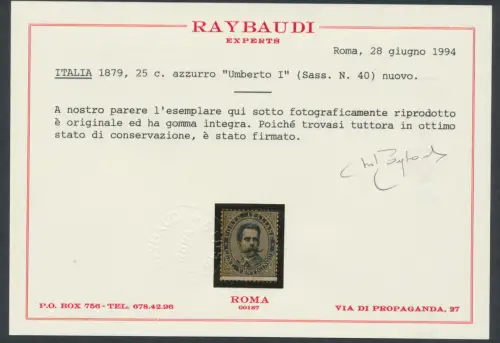 RAYBAUDI
EXPERTS
Roma, 28 giugno 1994
ITALIA 1879, 25 c. azzurro "Umberto I" (Sass. N. 40) nuovo.
A nostro parere l'esemplare qui sotto fotograficamente riprodotto
è originale ed ha gomma integra. Poiché trovasi tuttora in ottimo
stato di conservazione, è stato firmato.
ROMA
00187
P.O. BOX 756 - TEL. 678.42.96
VIA DI PROPAGANDA, 27